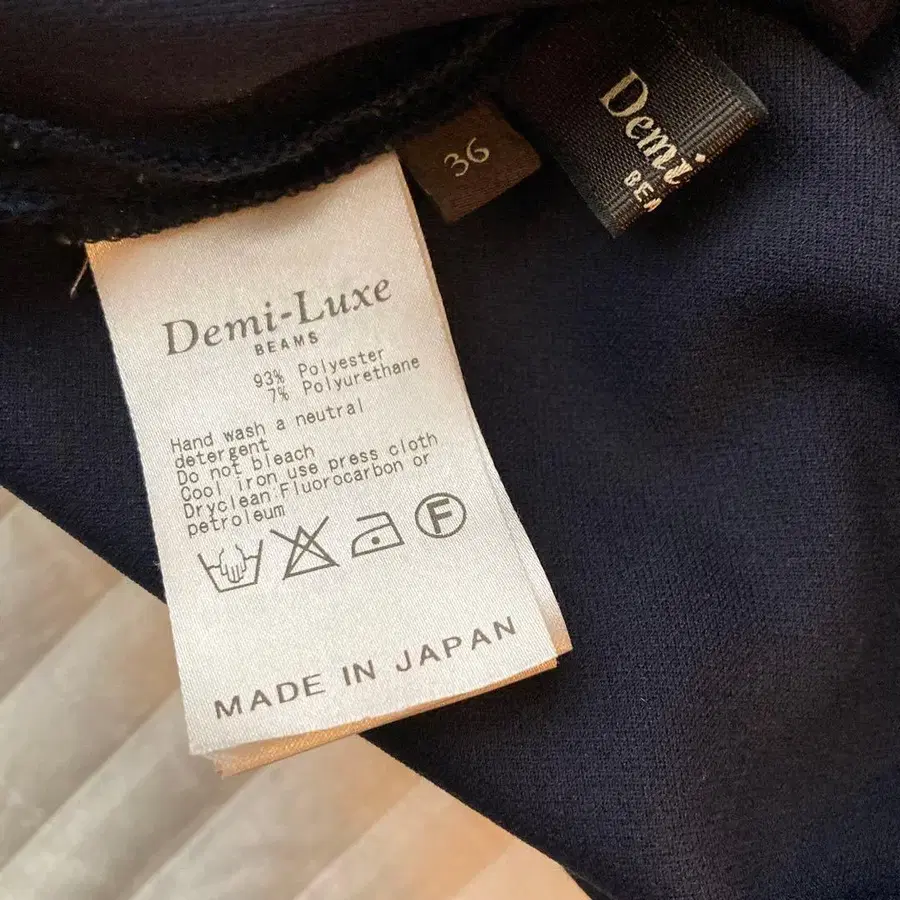 36
Demi
BEA
Demi-Luxe
BEAMS
93% Polyester
7% Polyurethane
Hand wash a neutral
detergent
Do not bleach
Cool iron use press cloth
Dryclean:Fluorocarbon or
petroleum
F
MADE IN JAPAN